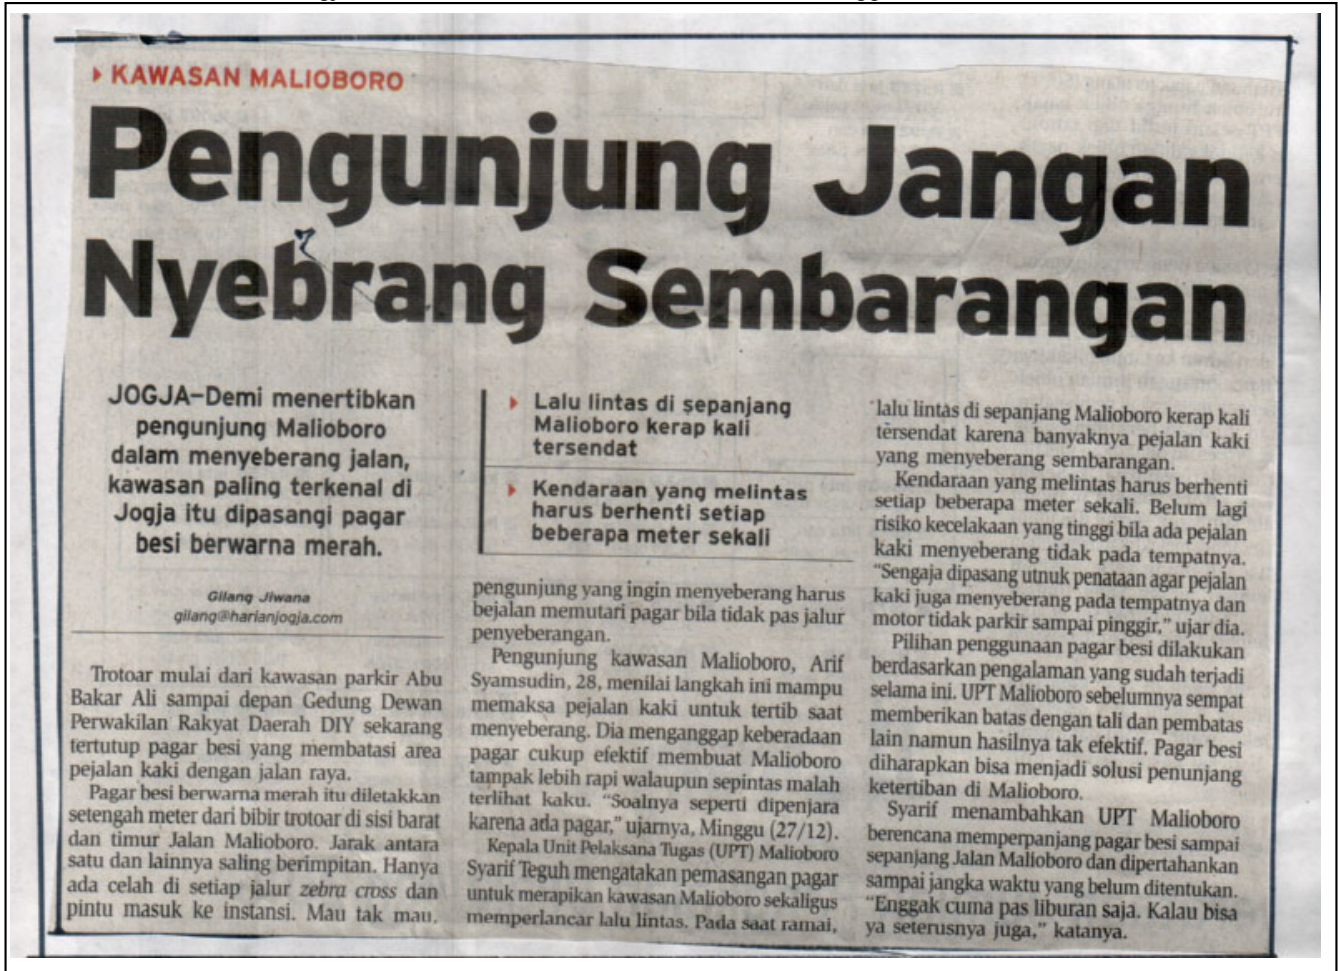 KAWASAN MALIOBORO
Pengunjung Jangan
Nyebrang Sembarangan
JOGJA–Demi menertibkan
pengunjung Malioboro
dalam menyeberang jalan,
kawasan paling terkenal di
Jogja itu dipasangi pagar
besi berwarna merah.
Gilang Jiwana
gilang@harianjogja.com
Trotoar mulai dari kawasan parkir Abu
Bakar Ali sampai depan Gedung Dewan
Perwakilan Rakyat Daerah DIY sekarang
tertutup pagar besi yang membatasi area
pejalan kaki dengan jalan raya.
Pagar besi berwarna merah itu diletakkan
setengah meter dari bibir trotoar di sisi barat
dan timur Jalan Malioboro. Jarak antara
satu dan lainnya saling berimpitan. Hanya
ada celah di setiap jalur zebra cross dan
pintu masuk ke instansi. Mau tak mau,
Lalu lintas di sepanjang
Malioboro kerap kali
tersendat
Kendaraan yang melintas
harus berhenti setiap
beberapa meter sekali
pengunjung yang ingin menyeberang harus
bejalan memutari pagar bila tidak pas jalur
penyeberangan.
Pengunjung kawasan Malioboro, Arif
Syamsudin, 28, menilai langkah ini mampu
memaksa pejalan kaki untuk tertib saat
menyeberang. Dia menganggap keberadaan
pagar cukup efektif membuat Malioboro
tampak lebih rapi walaupun sepintas malah
terlihat kaku. “Soalnya seperti dipenjara
karena ada pagar,” ujarnya, Minggu (27/12).
Kepala Unit Pelaksana Tugas (UPT) Malioboro
Syarif Teguh mengatakan pemasangan pagar
untuk merapikan kawasan Malioboro sekaligus
memperlancar lalu lintas. Pada saat ramai,
lalu lintas di sepanjang Malioboro kerap kali
tersendat karena banyaknya pejalan kaki
yang menyeberang sembarangan.
Kendaraan yang melintas harus berhenti
setiap beberapa meter sekali. Belum lagi
risiko kecelakaan yang tinggi bila ada pejalan
kaki menyeberang tidak pada tempatnya.
“Sengaja dipasang utnuk penataan agar pejalan
kaki juga menyeberang pada tempatnya dan
motor tidak parkir sampai pinggir,” ujar dia.
Pilihan penggunaan pagar besi dilakukan
berdasarkan pengalaman yang sudah terjadi
selama ini. UPT Malioboro sebelumnya sempat
memberikan batas dengan tali dan pembatas
lain namun hasilnya tak efektif. Pagar besi
diharapkan bisa menjadi solusi penunjang
ketertiban di Malioboro.
Syarif menambahkan UPT Malioboro
berencana memperpanjang pagar besi sampai
sepanjang Jalan Malioboro dan dipertahankan
sampai jangka waktu yang belum ditentukan.
“Enggak cuma pas liburan saja. Kalau bisa
ya seterusnya juga,” katanya.